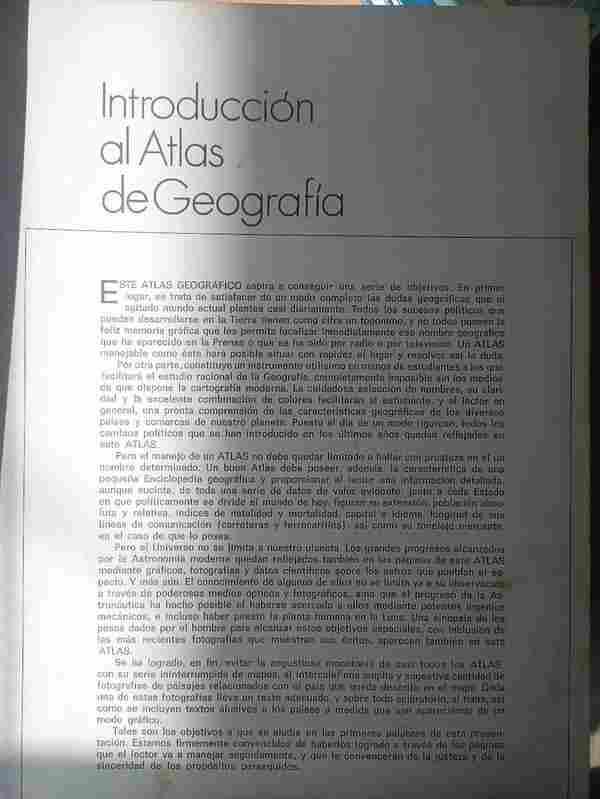 Introducción
al Atlas
de Geografía
ESTE ATLAS GEOGRÁFICO aspira a conseguir una serie de objetivos. En primer
lugar, se trata de satisfacer de un modo completo las dudas geográficas que el
agitado mundo actual plantea casi diariamente. Todos los sucesos políticos que
puedan desarrollarse en la Tierra tienen como cifra un topónimo, y no todos poseen la
feliz memoria gráfica que les permita localizar inmediatamente ese nombre geográfico
que ha aparecido en la Prensa o que se ha oído por radio o por televisión. Un ATLAS
manejable como éste hará posible situar con rapidez el lugar y resolver así la duda.
Por otra parte, constituye un instrumento utilísimo en manos de estudiantes a los que
facilitará el estudio racional de la Geografía, completamente imposible sin los medios
de que dispone la cartografía moderna. La cuidadosa selección de nombres, su clari-
dad y la excelente combinación de colores facilitarán al estudiante, y al lector en
general, una pronta comprensión de las características geográficas de los diversos
países y comarcas de nuestro planeta. Puesto al día de un modo riguroso, todos los
cambios políticos que se han introducido en los últimos años quedan reflejados en
este ATLAS.
Pero el manejo de un ATLAS no debe quedar limitado a hallar con presteza en él un
nombre determinado. Un buen Atlas debe poseer, además, la característica de una
pequeña Enciclopedia geográfica y proporcionar al lector una información detallada,
aunque sucinta, de toda una serie de datos de valor evidente: junto a cada Estado
en que políticamente se divide el mundo de hoy, figuran su extensión, población abso-
luta y relativa, índices de natalidad y mortalidad, capital e idioma, longitud de sus
líneas de comunicación (carreteras y ferrocarriles), así como su tonelaje mercante,
en el caso de que lo posea.
Pero el Universo no se limita a nuestro planeta. Los grandes progresos alcanzados
por la Astronomía moderna quedan reflejados también en las páginas de este ATLAS
mediante gráficos, fotografías y datos científicos sobre los astros que pueblan el es-
pacio. Y más aún. El conocimiento de algunos de ellos no se limita ya a su observación
a través de poderosos medios ópticos y fotográficos, sino que el progreso de la As-
tronáutica ha hecho posible el haberse acercado a ellos mediante potentes ingenios
mecánicos, e incluso haber puesto la planta humana en la Luna. Una sinopsis de los
pasos dados por el hombre para alcanzar estos objetivos espaciales, con inclusión de
las más recientes fotografías que muestran sus éxitos, aparecen también en este
ATLAS.
Se ha logrado, en fin, evitar la angustiosa monotonía de casi todos los ATLAS,
con su serie ininterrumpida de mapas, al intercalar una amplia y sugestiva cantidad de
fotografías de paisajes relacionados con el país que queda descrito en el mapa. Cada
una de estas fotografías lleva un texto adecuado, y sobre todo aclaratorio, al tema, así
como se incluyen textos alusivos a los países a medida que van apareciendo de un
modo gráfico.
Tales son los objetivos a que se aludía en las primeras palabras de esta presen-
tación. Estamos firmemente convencidos de haberlos logrado a través de las páginas
que el lector va a manejar seguidamente, y que le convencerán de la justeza y de la
sinceridad de los propósitos perseguidos.